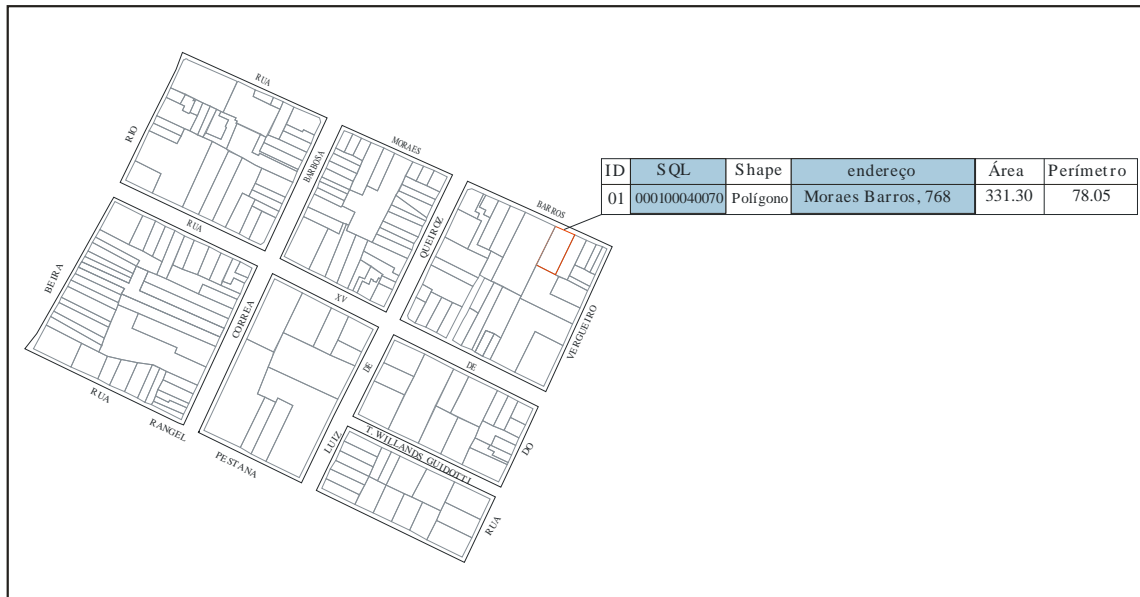 RUA
RIO
BARBOSA
MORAES
BARROS
RUA
QUEIROZ
BEIRA
CORREA
XV
VERGUEIRO
DE
DE
RUA
RANGEL
PESTANA
LUIZ
T. WILLANDS GUIDOTTI
DO
RUA
ID SQL Shape endereço Área Perímetro
01 000100040070 Polígono Moraes Barros, 768 331.30 78.05